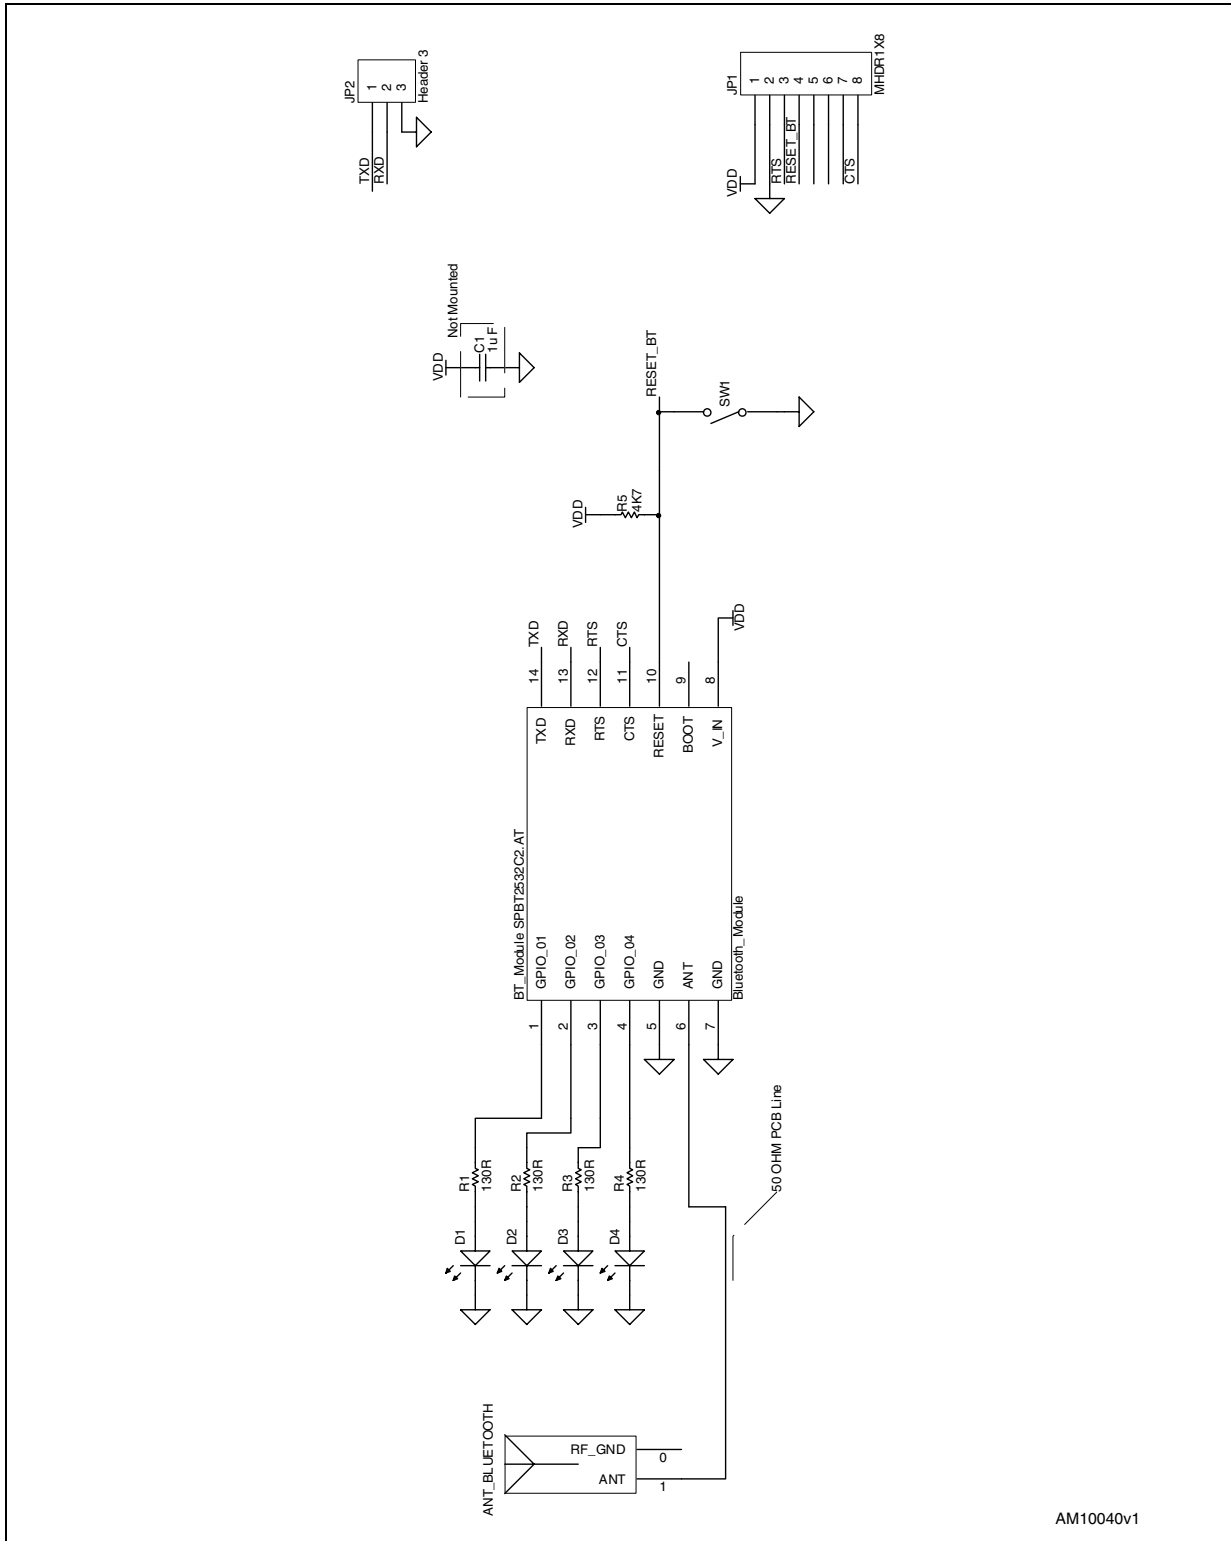 JP2
1
2
3
Header 3
TXD
RXD
JP1
1
2
3
4
5
6
7
8
MHDR1X8
VDD
RTS
RESET_BT
CTS
Not Mounted
VDD
C1
1uF
RESET_BT
SW1
VDD
R5
4K7
TXD
RXD
RTS
CTS
14
13
12
11
10
9
8
VDD
TXD
RXD
RTS
CTS
RESET
BOOT
V_IN
BT_Module SPBT2532C2.AT
Bluetooth_Module
GPIO_01
GPIO_02
GPIO_03
GPIO_04
GND
ANT
GND
1
2
3
4
5
6
7
50 OHM PCB Line
R1
130R
R2
130R
R3
130R
R4
130R
D1
D2
D3
D4
ANT_BLUETOOTH
RF_GND
0
ANT
1
AM10040v1